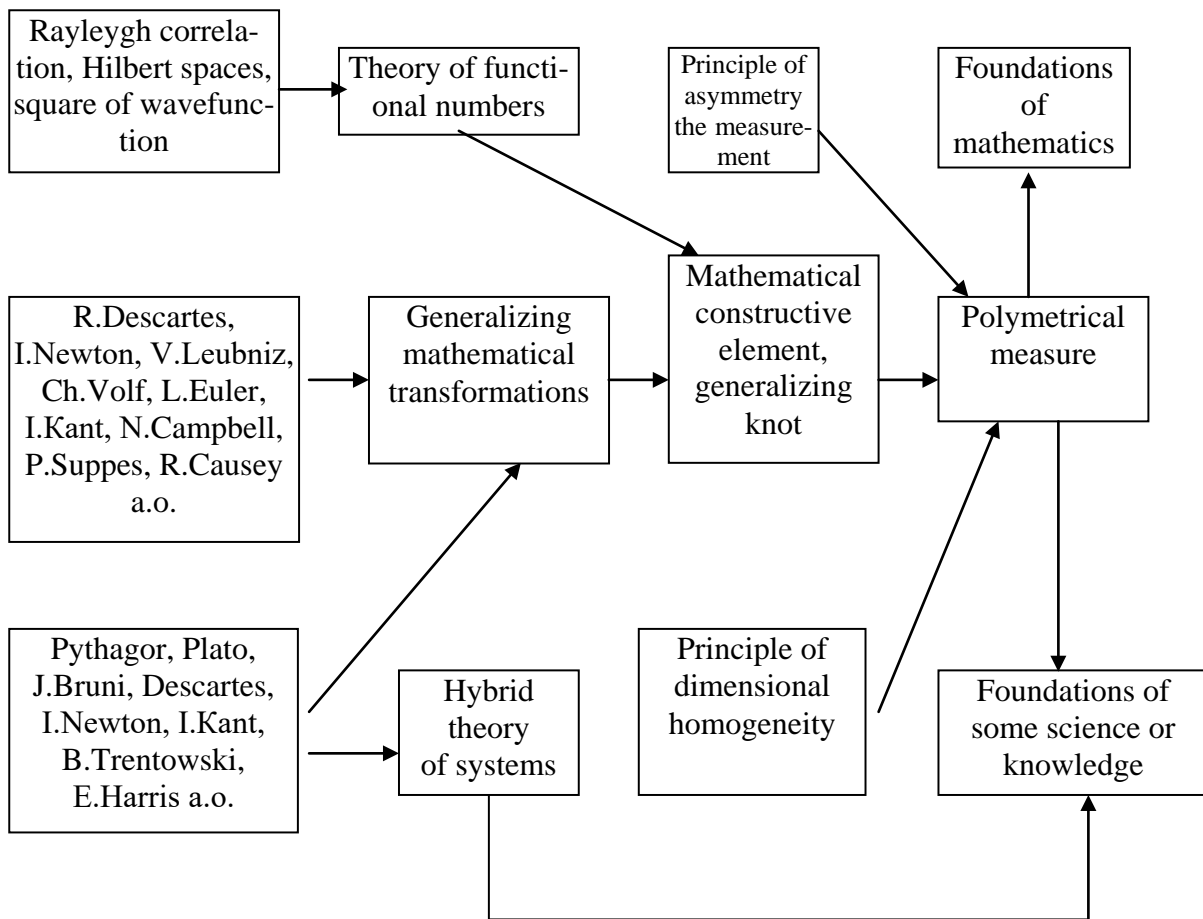 Rayleygh correla-
tion, Hilbert spaces,
square of wavefunc-
tion
Theory of functi-
onal numbers
Principle of
asymmetry
the measure-
ment
Foundations
of
mathematics
R.Descartes,
I.Newton, V.Leubniz,
Ch.Volf, L.Euler,
I.Kant, N.Campbell,
P.Suppes, R.Causey
a.o.
Generalizing
mathematical
transformations
Mathematical
constructive
element,
generalizing
knot
Polymetrical
measure
Pythagor, Plato,
J.Bruni, Descartes,
I.Newton, I.Kant,
B.Trentowski,
E.Harris a.o.
Hybrid
theory
of systems
Principle of
dimensional
homogeneity
Foundations of
some science or
knowledge